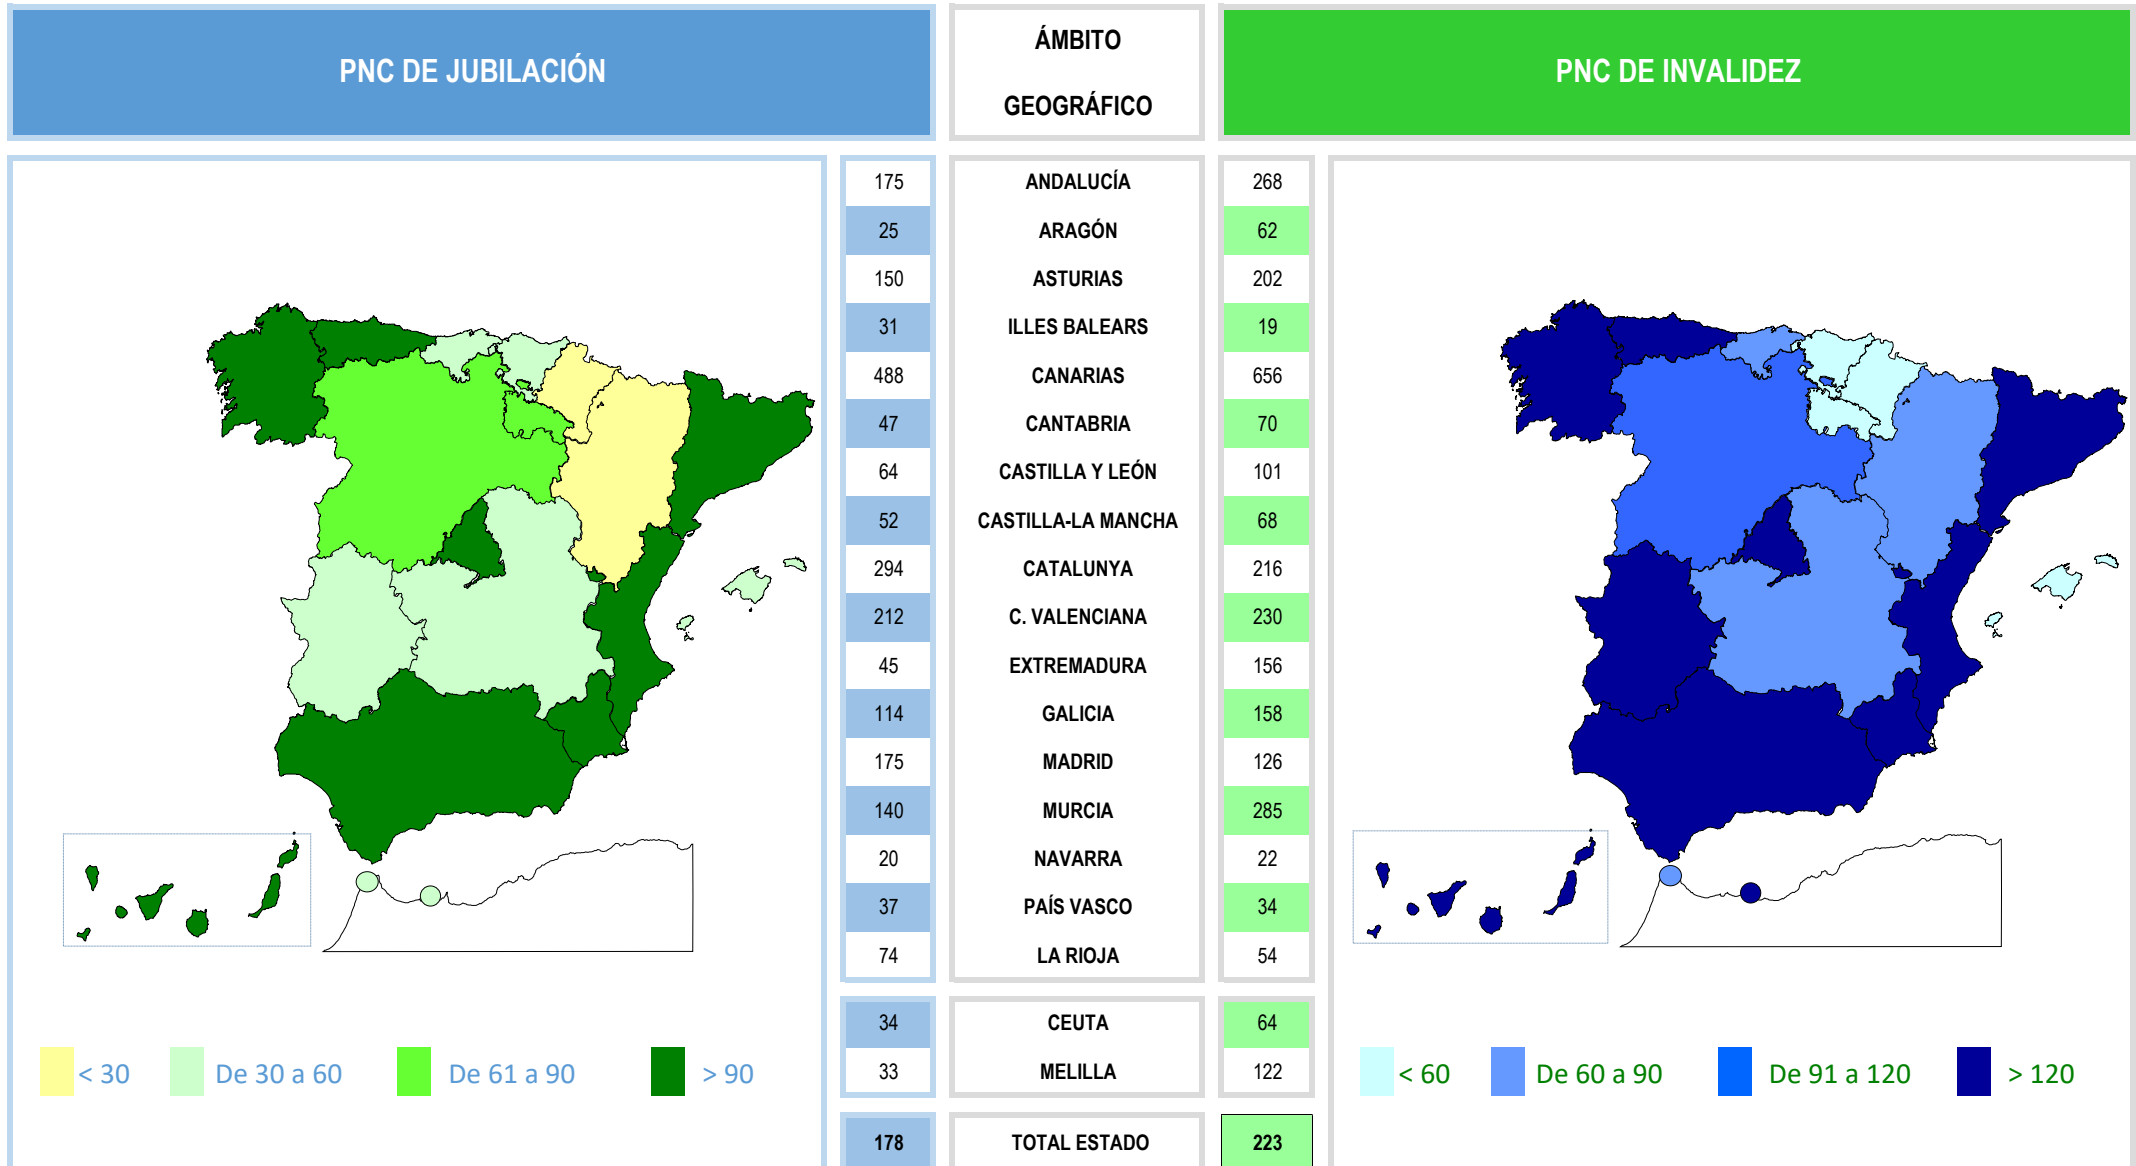 PNC DE JUBILACIÓN
ÁMBITO
GEOGRÁFICO
PNC DE INVALIDEZ
175 ANDALUCÍA 268
25 ARAGÓN 62
150 ASTURIAS 202
31 ILLES BALEARS 19
488 CANARIAS 656
47 CANTABRIA 70
64 CASTILLA Y LEÓN 101
52 CASTILLA-LA MANCHA 68
294 CATALUNYA 216
212 C. VALENCIANA 230
45 EXTREMADURA 156
114 GALICIA 158
175 MADRID 126
140 MURCIA 285
20 NAVARRA 22
37 PAÍS VASCO 34
74 LA RIOJA 54
34 CEUTA 64
33 MELILLA 122
178 TOTAL ESTADO 223
< 30 De 30 a 60 De 61 a 90 > 90
< 60 De 60 a 90 De 91 a 120 > 120